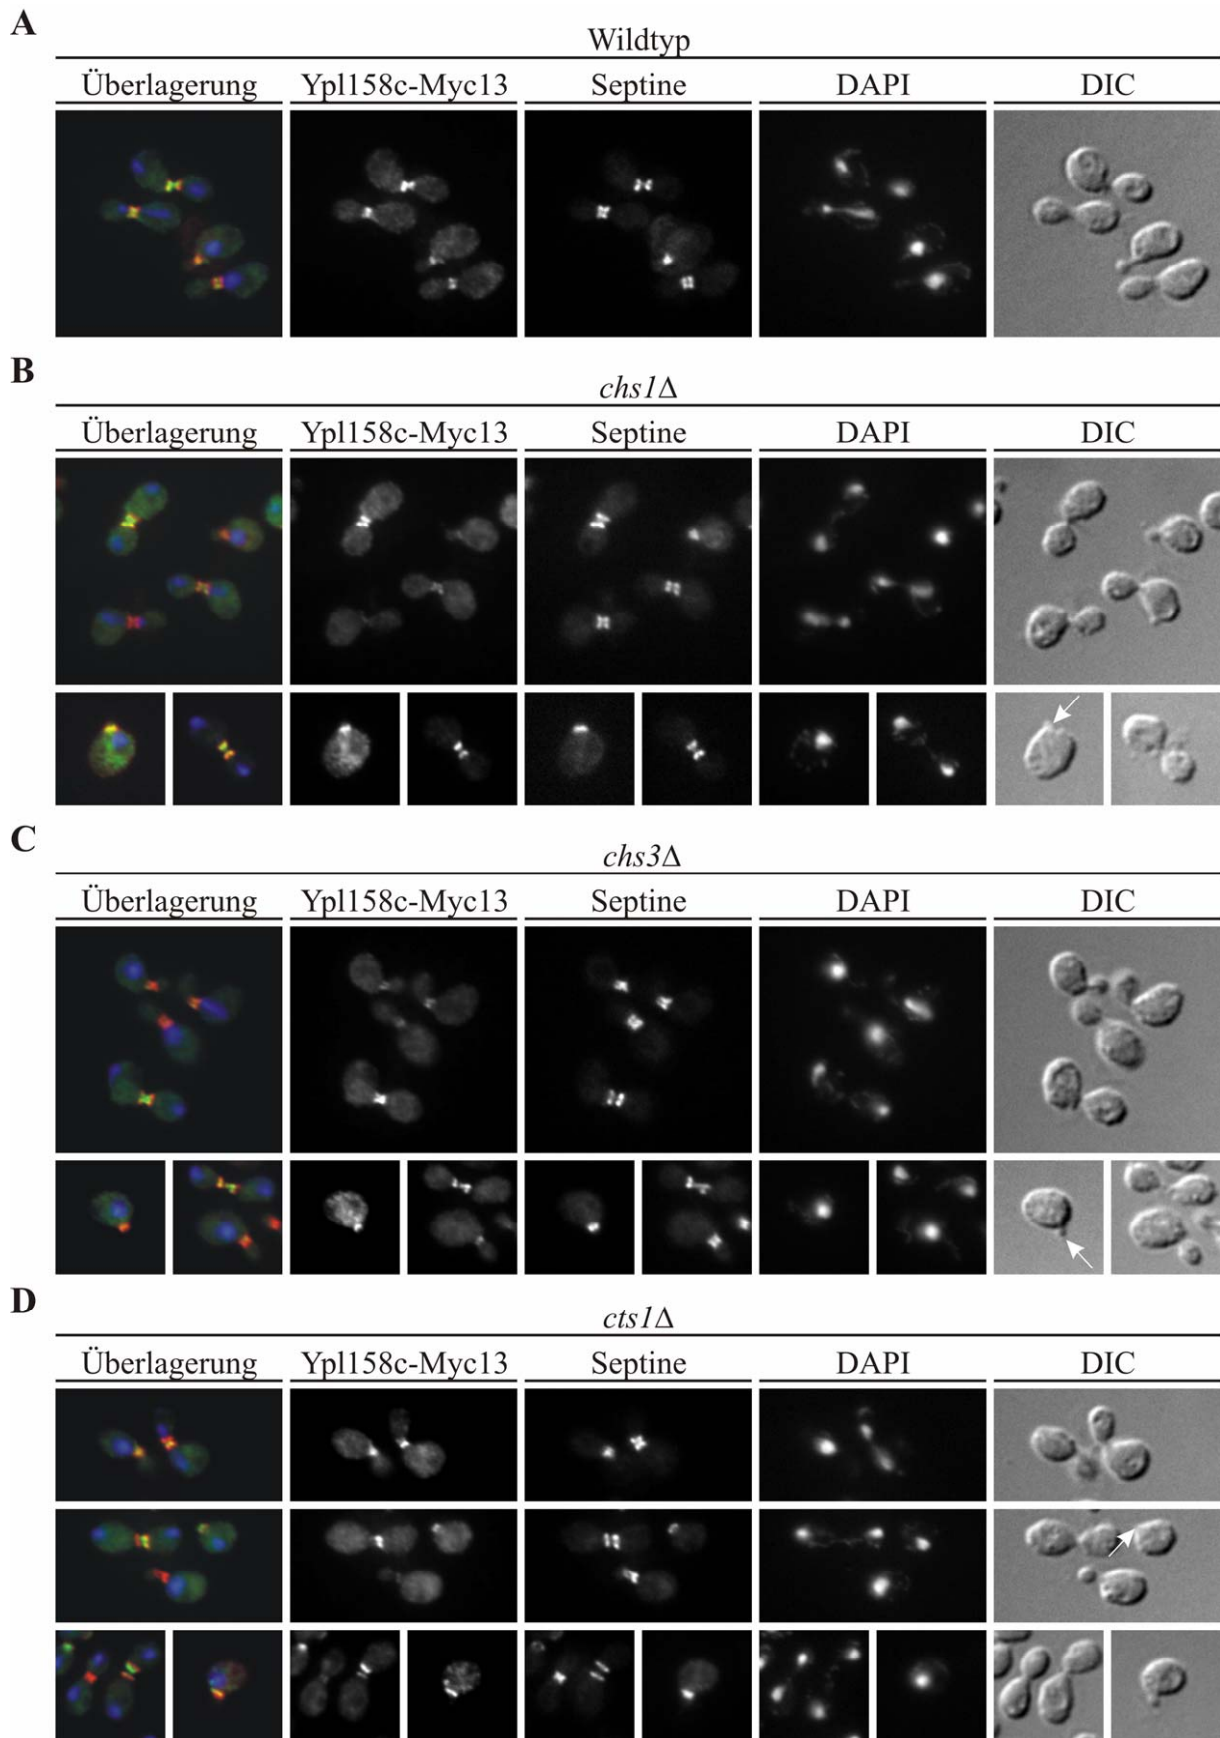 A
Wildtyp
Überlagerung Ypl158c-Myc13 Septine DAPI DIC
B
chs1Δ
Überlagerung Ypl158c-Myc13 Septine DAPI DIC
C
chs3Δ
Überlagerung Ypl158c-Myc13 Septine DAPI DIC
D
cts1Δ
Überlagerung Ypl158c-Myc13 Septine DAPI DIC